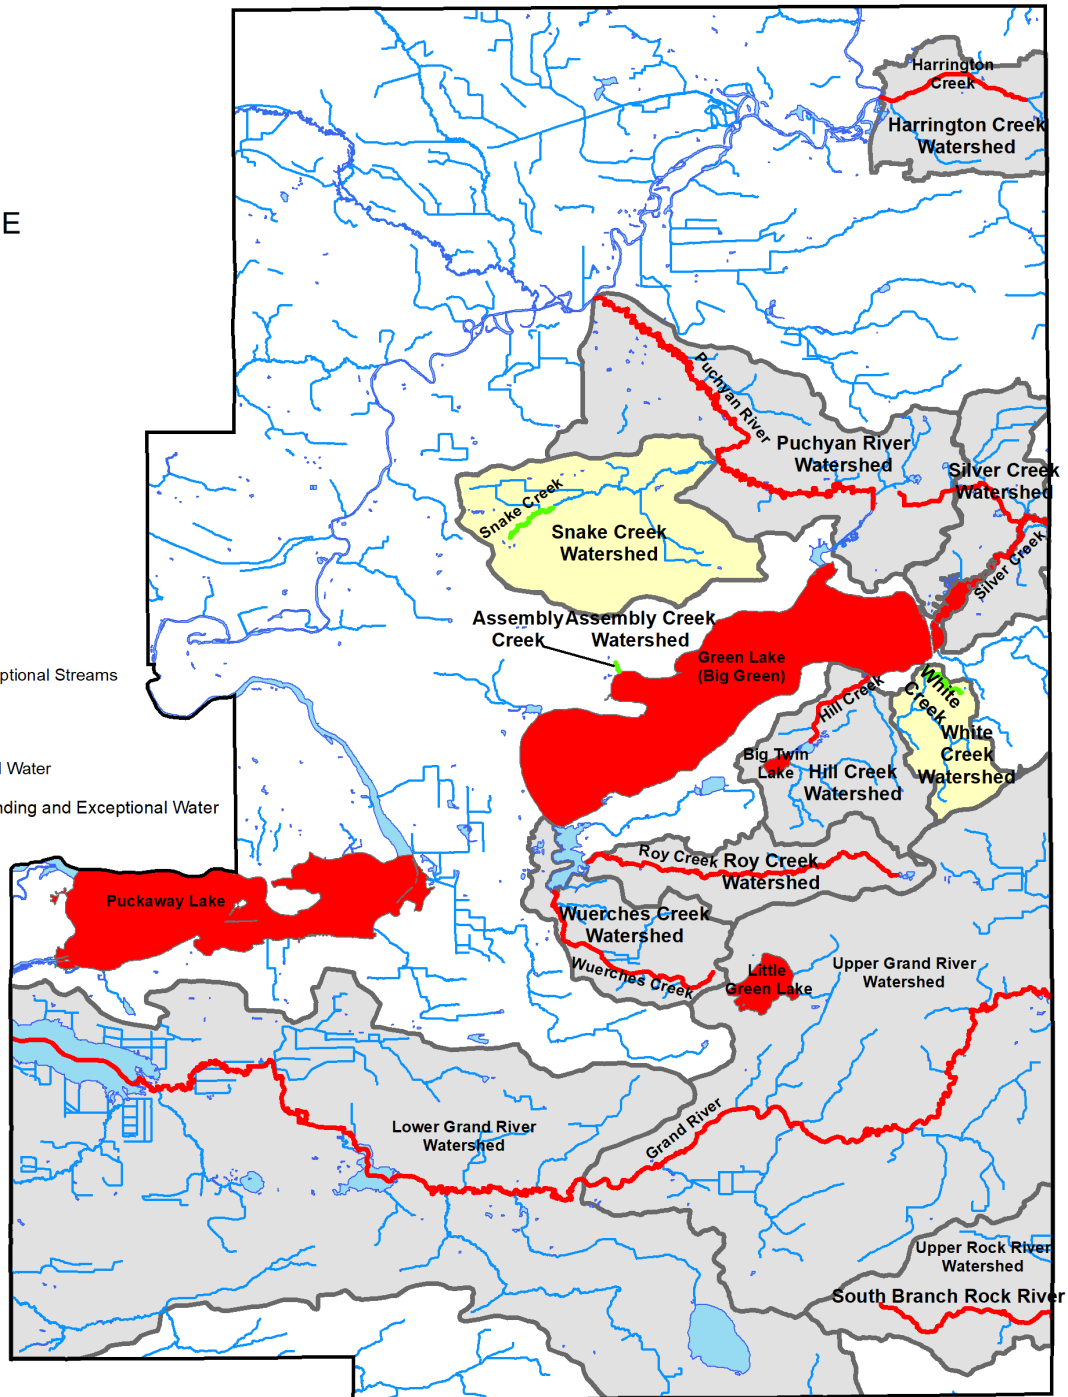 Harrington
Creek
Harrington Creek
Watershed
E
Puchyan River
Puchyan River
Watershed
Silver Creek
Watershed
Snake Creek
Snake Creek
Watershed
Silver Creek
Assembly
Creek
Assembly Creek
Watershed
Green Lake
(Big Green)
ptional Streams
White
Creek
Hill Creek
White
Creek
Watershed
Big Twin
Lake
Hill Creek
Watershed
l Water
nding and Exceptional Water
Roy Creek
Roy Creek
Watershed
Puckaway Lake
Wuerches Creek
Watershed
Wuerches Creek
Little
Green Lake
Upper Grand River
Watershed
Grand River
Lower Grand River
Watershed
Upper Rock River
Watershed
South Branch Rock River